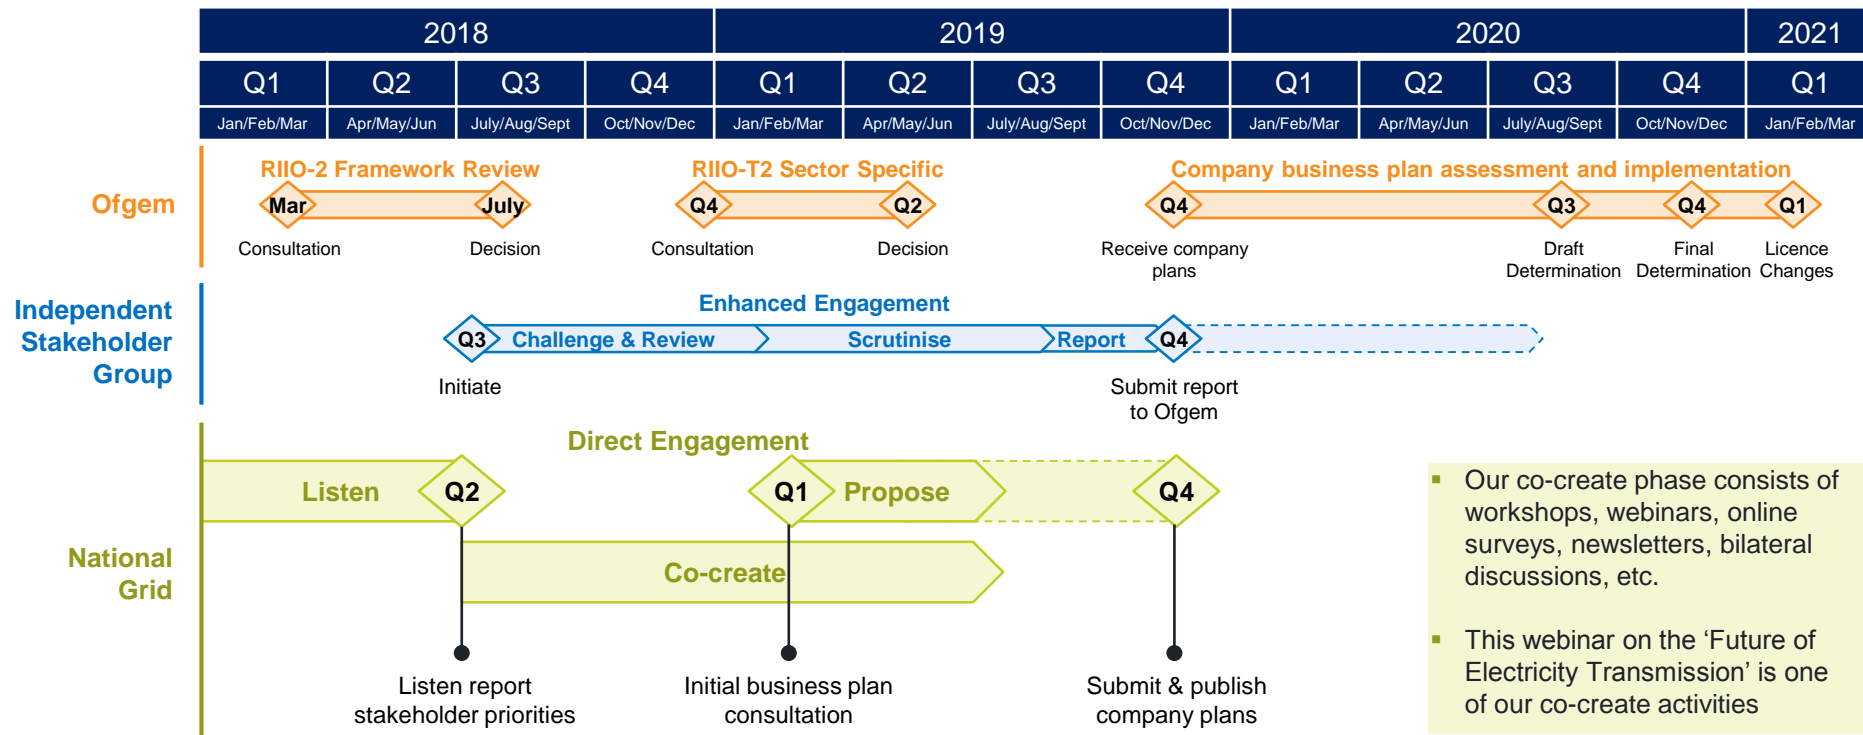 2018
2019
2020
2021
Q1
Q2
Q3
Q4
Q1
Q2
Q3
Q4
Q1
Q2
Q3
Q4
Q1
Jan/Feb/Mar
Apr/May/Jun
July/Aug/Sept
Oct/Nov/Dec
Jan/Feb/Mar
Apr/May/Jun
July/Aug/Sept
Oct/Nov/Dec
Jan/Feb/Mar
Apr/May/Jun
July/Aug/Sept
Oct/Nov/Dec
Jan/Feb/Mar
Ofgem
RIIO-2 Framework Review
Mar
July
Consultation
Decision
RIIO-T2 Sector Specific
Q4
Q2
Consultation
Decision
Company business plan assessment and implementation
Q4
Q3
Q4
Q1
Receive company
plans
Draft
Determination
Final
Determination
Licence
Changes
Independent
Stakeholder
Group
Enhanced Engagement
Q3
Challenge & Review
Scrutinise
Report
Q4
Initiate
Submit report
to Ofgem
National
Grid
Direct Engagement
Listen
Q2
Q1
Propose
Q4
Co-create
Listen report
stakeholder priorities
Initial business plan
consultation
Submit & publish
company plans
▪ Our co-create phase consists of
workshops, webinars, online
surveys, newsletters, bilateral
discussions, etc.
▪ This webinar on the ‘Future of
Electricity Transmission’ is one
of our co-create activities